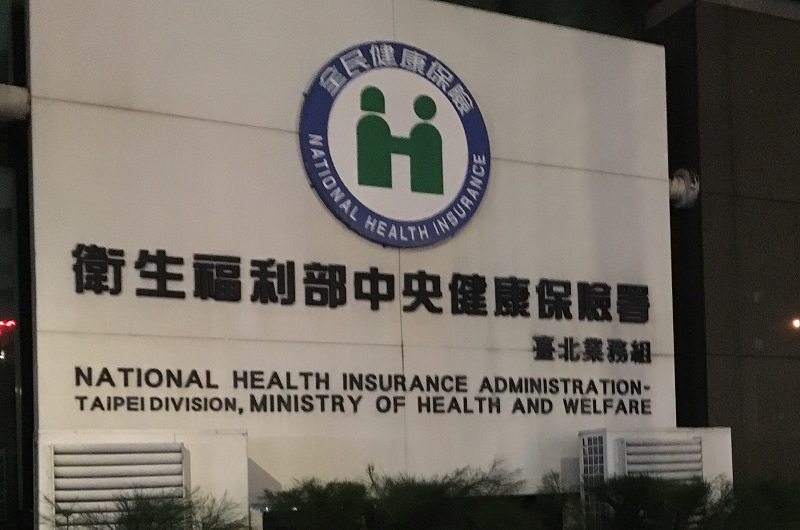 全民健康保險
NATIONAL HEALTH INSURANCE
衛生福利部中央健康保險署
臺北業務組
NATIONAL HEALTH INSURANCE ADMINISTRATION-
TAIPEI DIVISION, MINISTRY OF HEALTH AND WELFARE